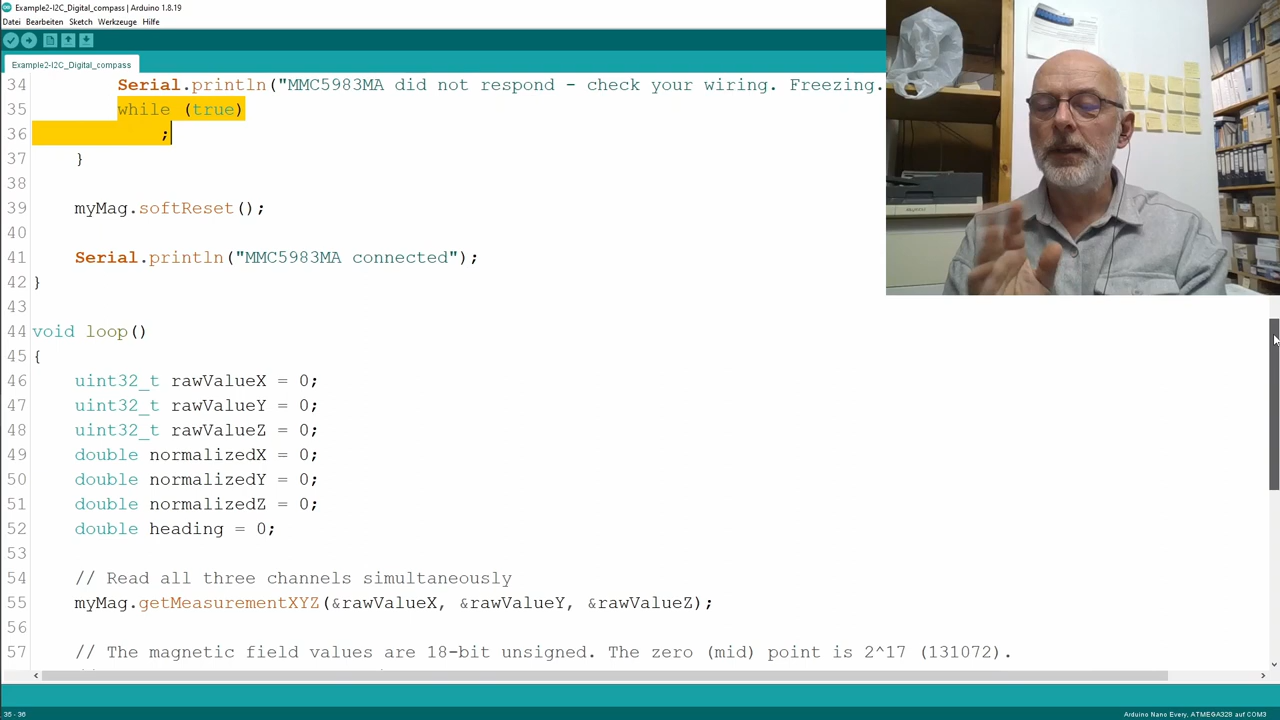 Example2-I2C_Digital_compass | Arduino 1.8.19
Datei Bearbeiten Sketch Werkzeuge Hilfe
Example2-I2C_Digital_compass
34 Serial.println("MMC5983MA did not respond - check your wiring. Freezing.
35 while (true)
36 ;
37 }
38
39 myMag.softReset();
40
41 Serial.println("MMC5983MA connected");
42 }
43
44 void loop()
45 {
46 uint32_t rawValueX = 0;
47 uint32_t rawValueY = 0;
48 uint32_t rawValueZ = 0;
49 double normalizedX = 0;
50 double normalizedY = 0;
51 double normalizedZ = 0;
52 double heading = 0;
53
54 // Read all three channels simultaneously
55 myMag.getMeasurementXYZ(&rawValueX, &rawValueY, &rawValueZ);
56
57 // The magnetic field values are 18-bit unsigned. The zero (mid) point is 2^17 (131072).
35 - 36
Arduino Nano Every, ATMEGA328 auf COM3